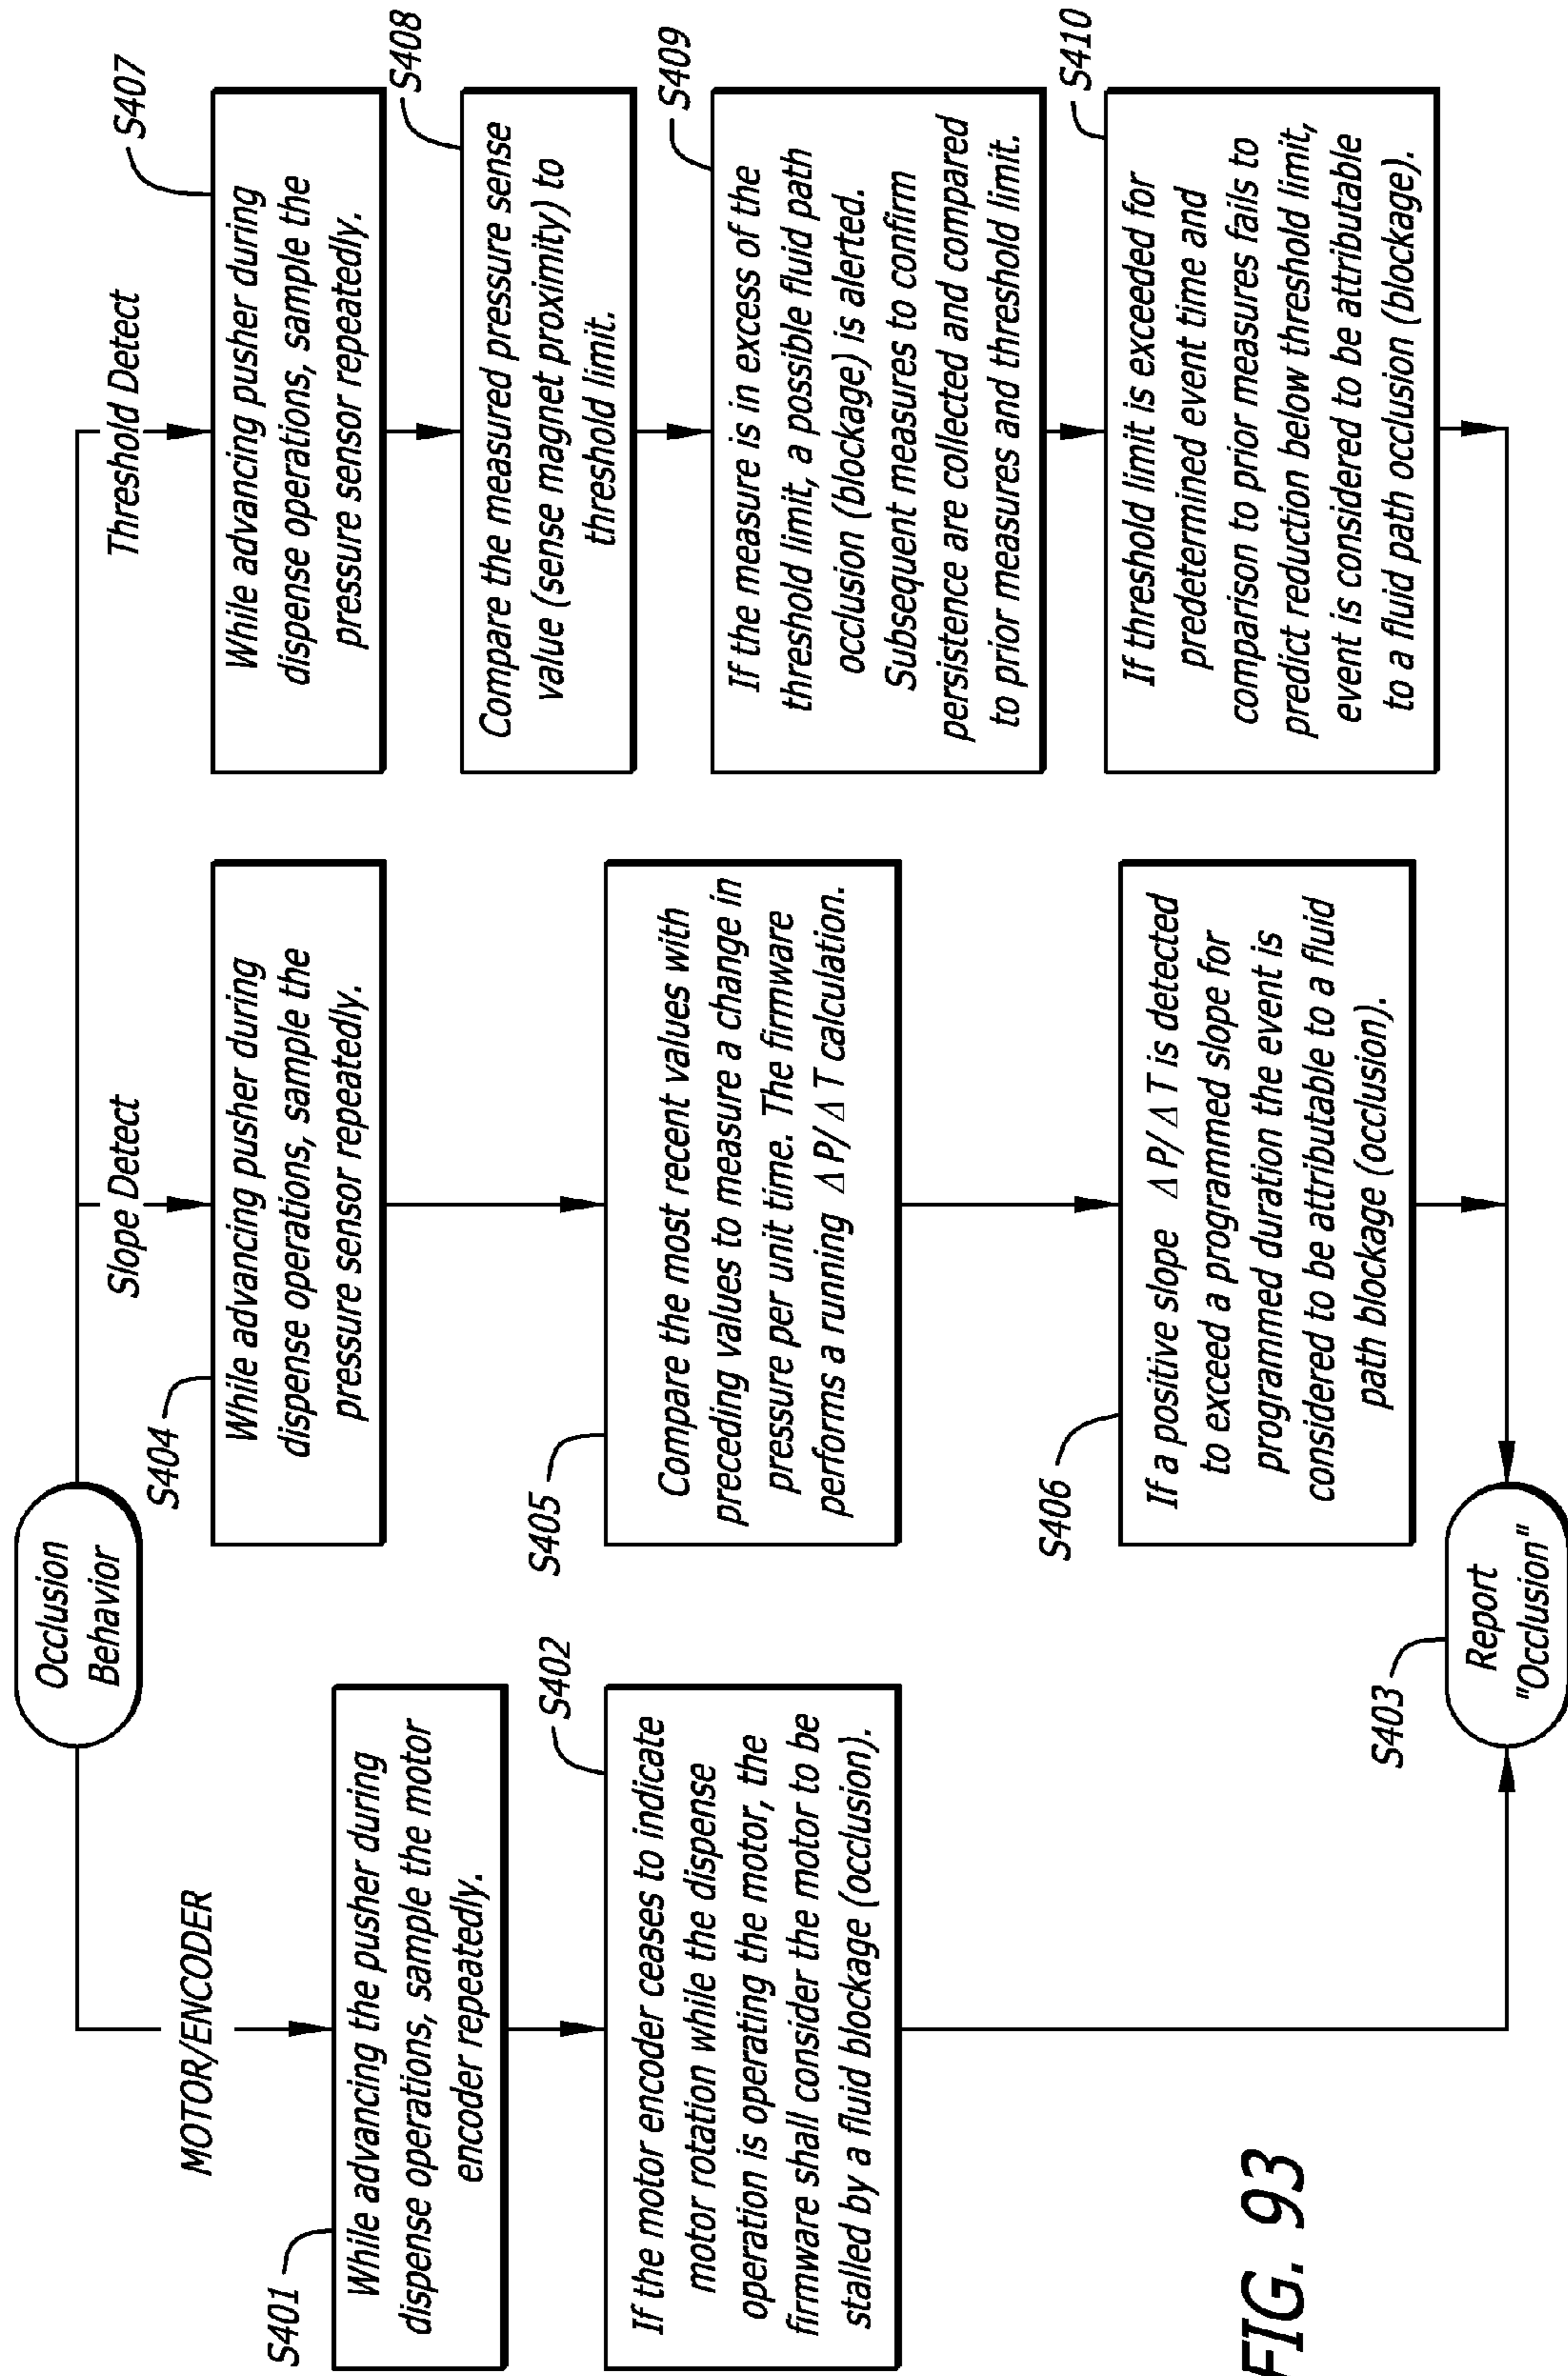 Occlusion
Behavior
MOTOR/ENCODER
S401
While advancing the pusher during
dispense operations, sample the motor
encoder repeatedly.
S402
If the motor encoder ceases to indicate
motor rotation while the dispense
operation is operating the motor, the
firmware shall consider the motor to be
stalled by a fluid blockage (occlusion).
Slope Detect
S404
While advancing pusher during
dispense operations, sample the
pressure sensor repeatedly.
S405
Compare the most recent values with
preceding values to measure a change in
pressure per unit time. The firmware
performs a running ΔP/ΔT calculation.
S406
If a positive slope ΔP/ΔT is detected
to exceed a programmed slope for
programmed duration the event is
considered to be attributable to a fluid
path blockage (occlusion).
Threshold Detect
S407
While advancing pusher during
dispense operations, sample the
pressure sensor repeatedly.
S408
Compare the measured pressure sense
value (sense magnet proximity) to
threshold limit.
S409
If the measure is in excess of the
threshold limit, a possible fluid path
occlusion (blockage) is alerted.
Subsequent measures to confirm
persistence are collected and compared
to prior measures and threshold limit.
S410
If threshold limit is exceeded for
predetermined event time and
comparison to prior measures fails to
predict reduction below threshold limit,
event is considered to be attributable
to a fluid path occlusion (blockage).
S403
Report
"Occlusion"
FIG. 93